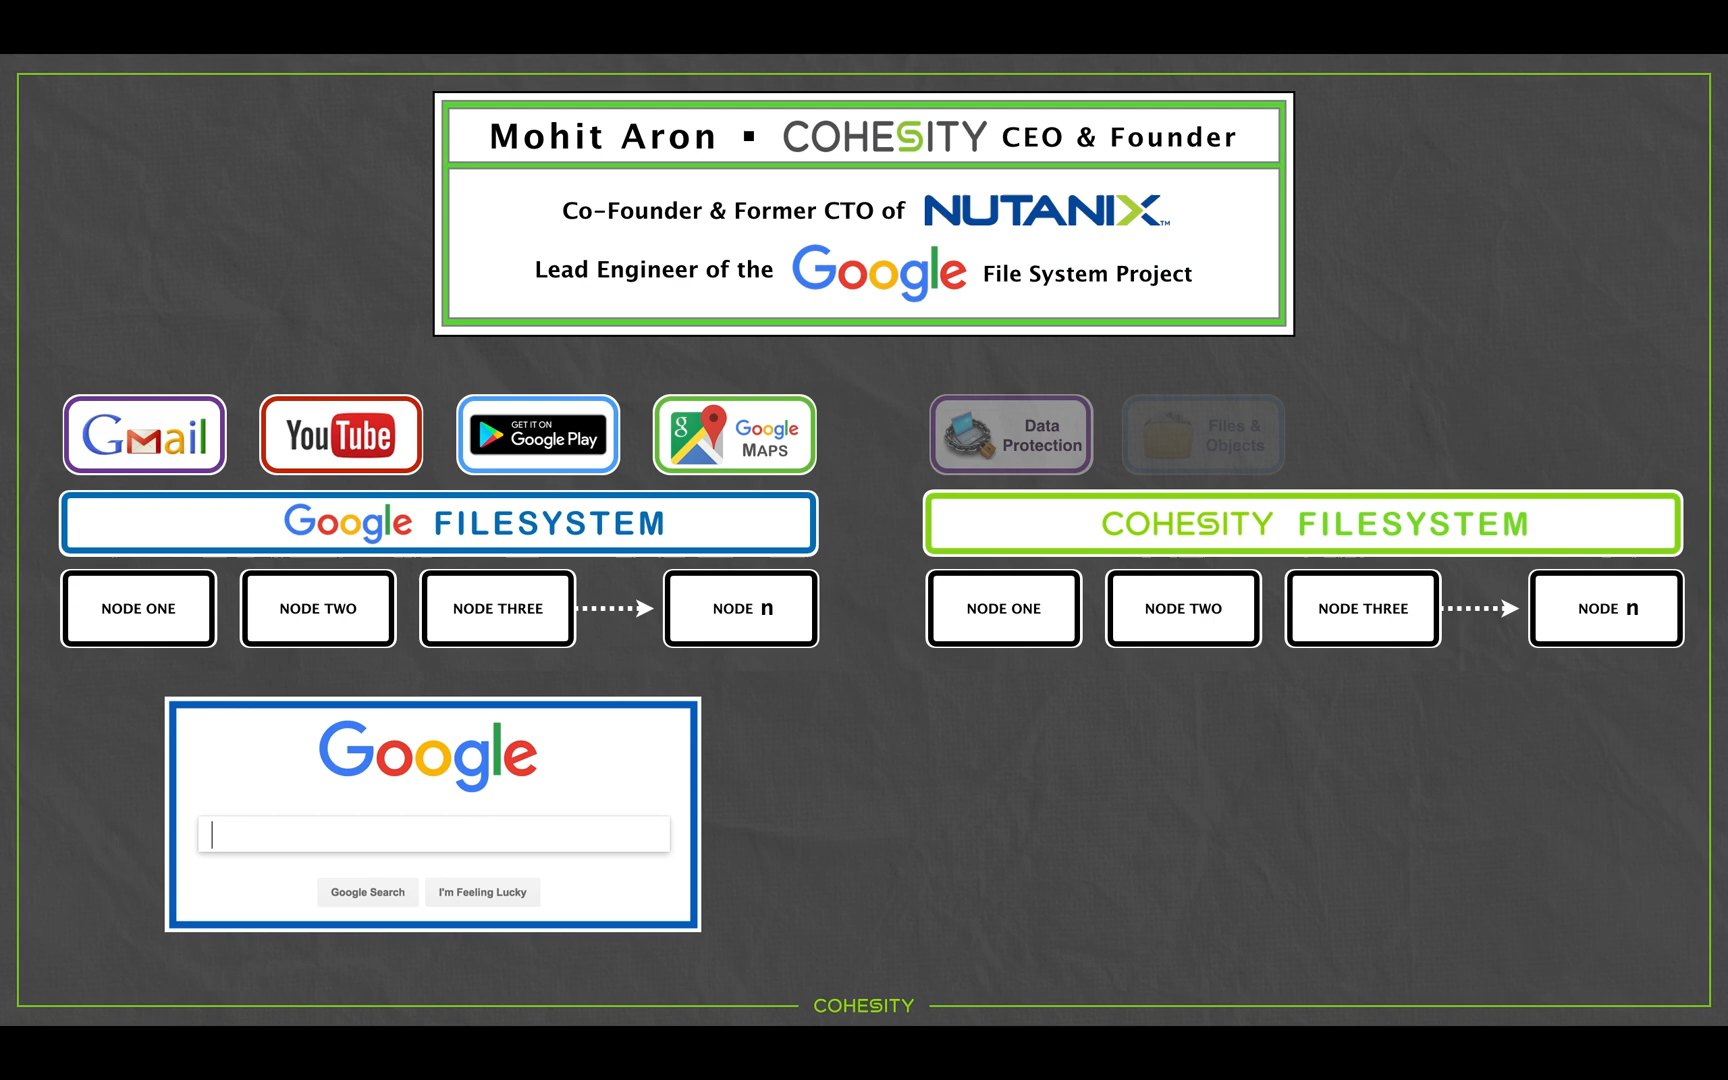 Mohit Aron ▪ COHESITY CEO & Founder
Co-Founder & Former CTO of NUTANIX™
Lead Engineer of the Google File System Project
Gmail
YouTube
GET IT ON
Google Play
g
Google
MAPS
Data
Protection
Files &
Objects
Google FILESYSTEM
COHESITY FILESYSTEM
NODE ONE
NODE TWO
NODE THREE
NODE n
NODE ONE
NODE TWO
NODE THREE
NODE n
Google
Google Search
I'm Feeling Lucky
COHESITY